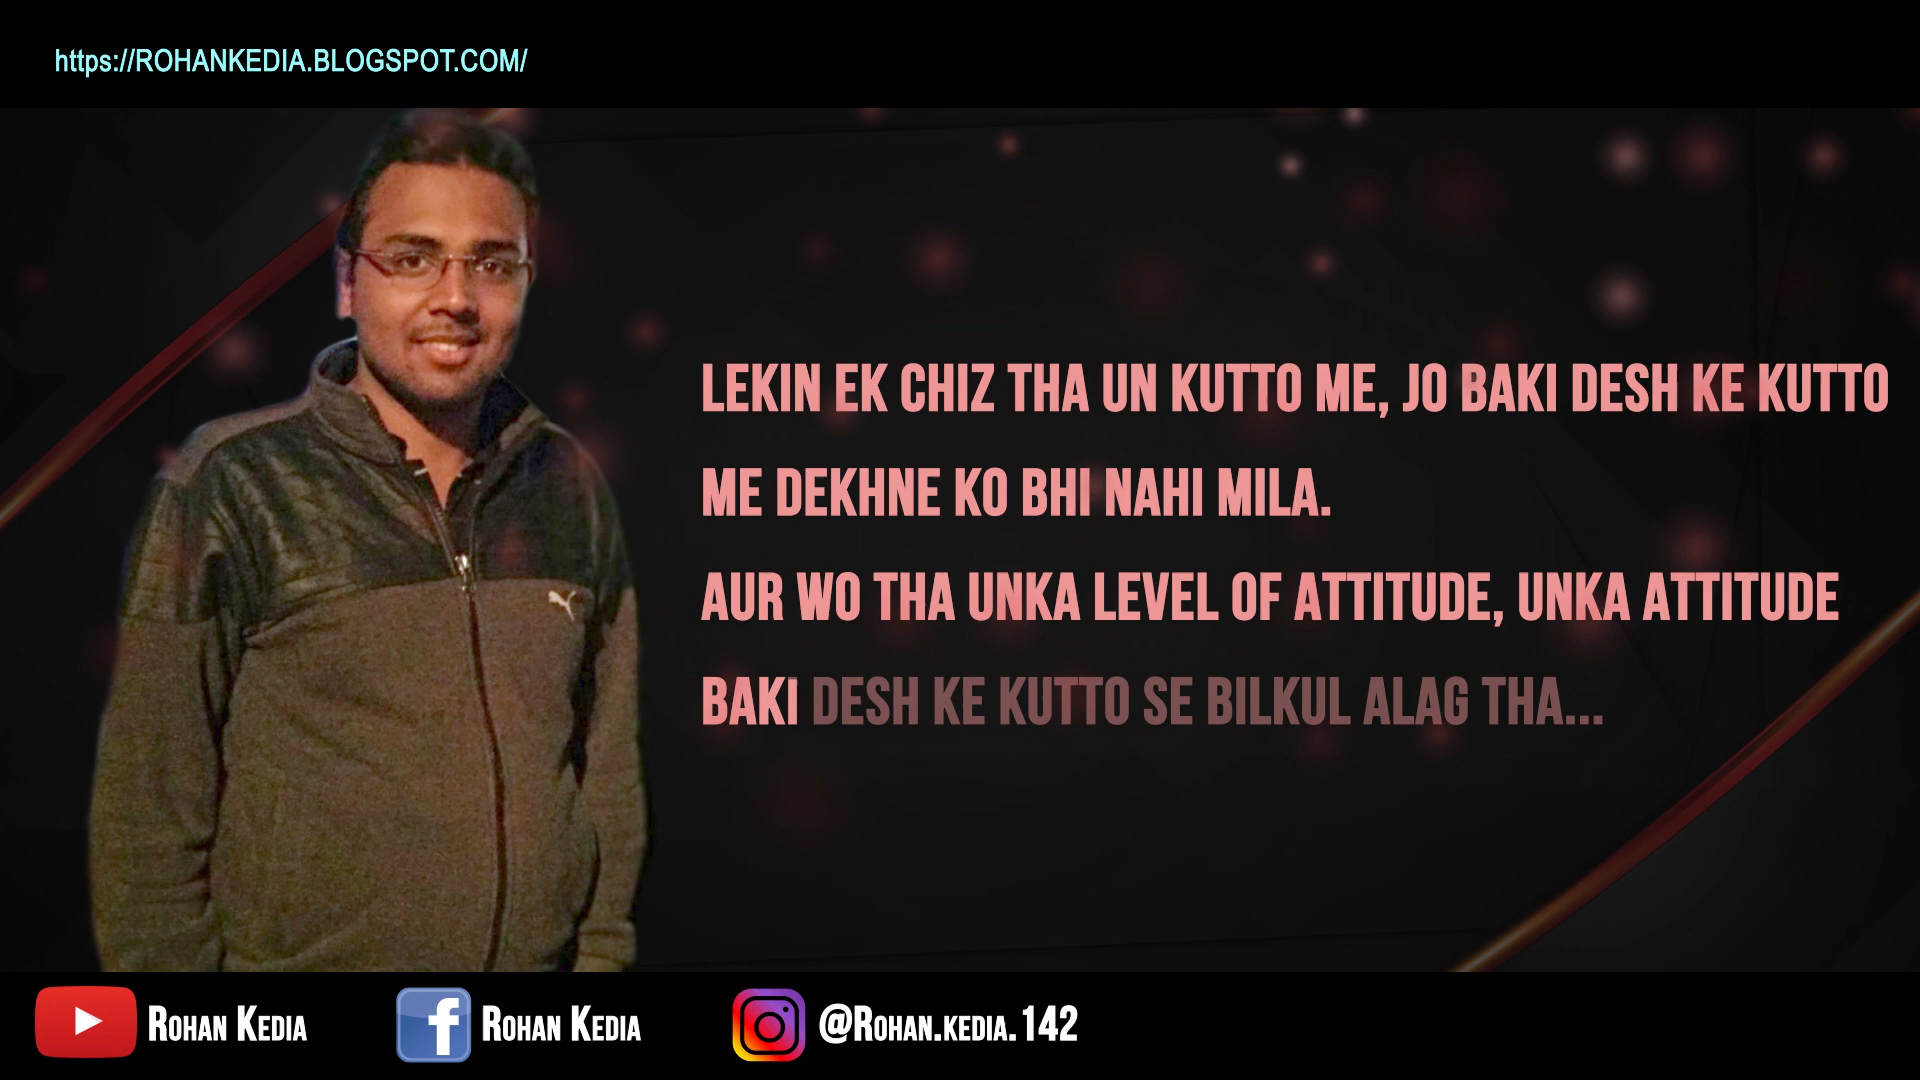 https://ROHANKEDIA.BLOGSPOT.COM/
LEKIN EK CHIZ THA UN KUTTO ME, JO BAKI DESH KE KUTTO
ME DEKHNE KO BHI NAHI MILA.
AUR WO THA UNKA LEVEL OF ATTITUDE, UNKA ATTITUDE
BAKI DESH KE KUTTO SE BILKUL ALAG THA...
ROHAN KEDIA
f ROHAN KEDIA
@ROHAN.KEDIA.142